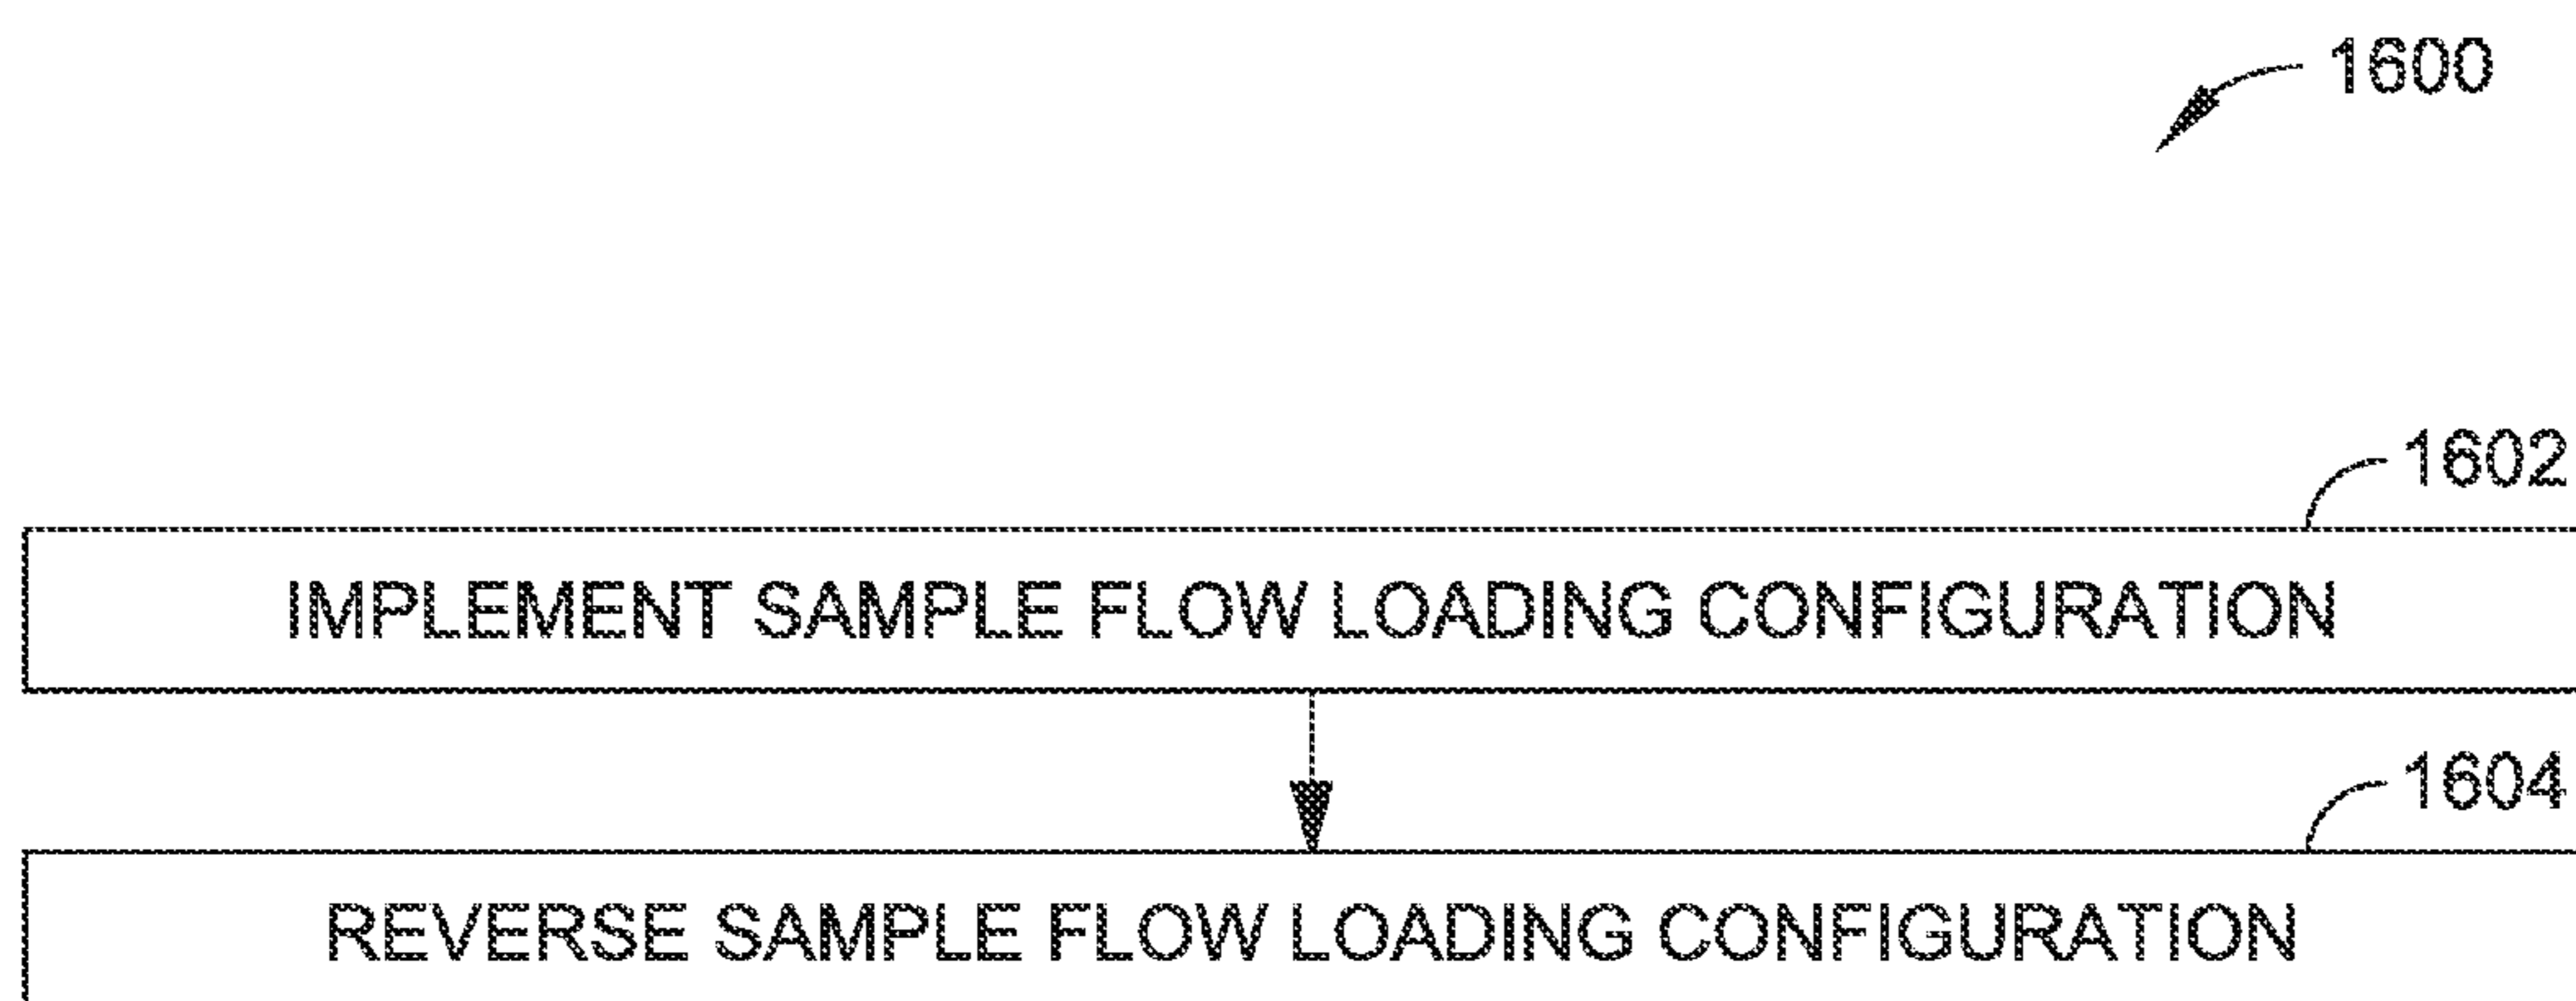 1600
1602
IMPLEMENT SAMPLE FLOW LOADING CONFIGURATION
1604
REVERSE SAMPLE FLOW LOADING CONFIGURATION